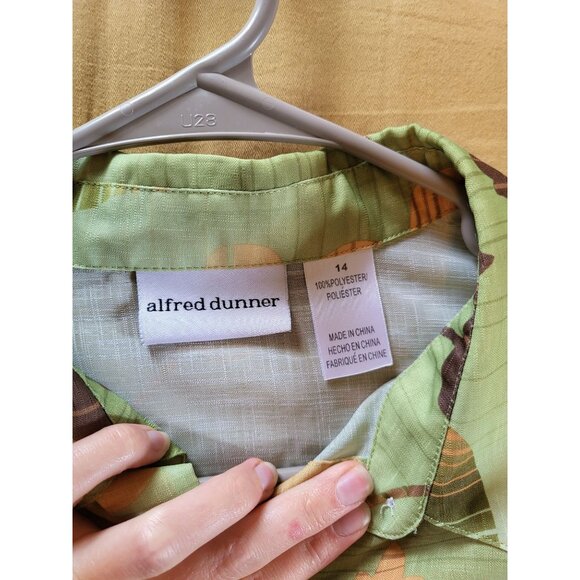 U28
alfred dunner
14
100%POLYESTER/
POLIÉSTER
MADE IN CHINA
HECHO EN CHINA
FABRIQUÉ EN CHINE